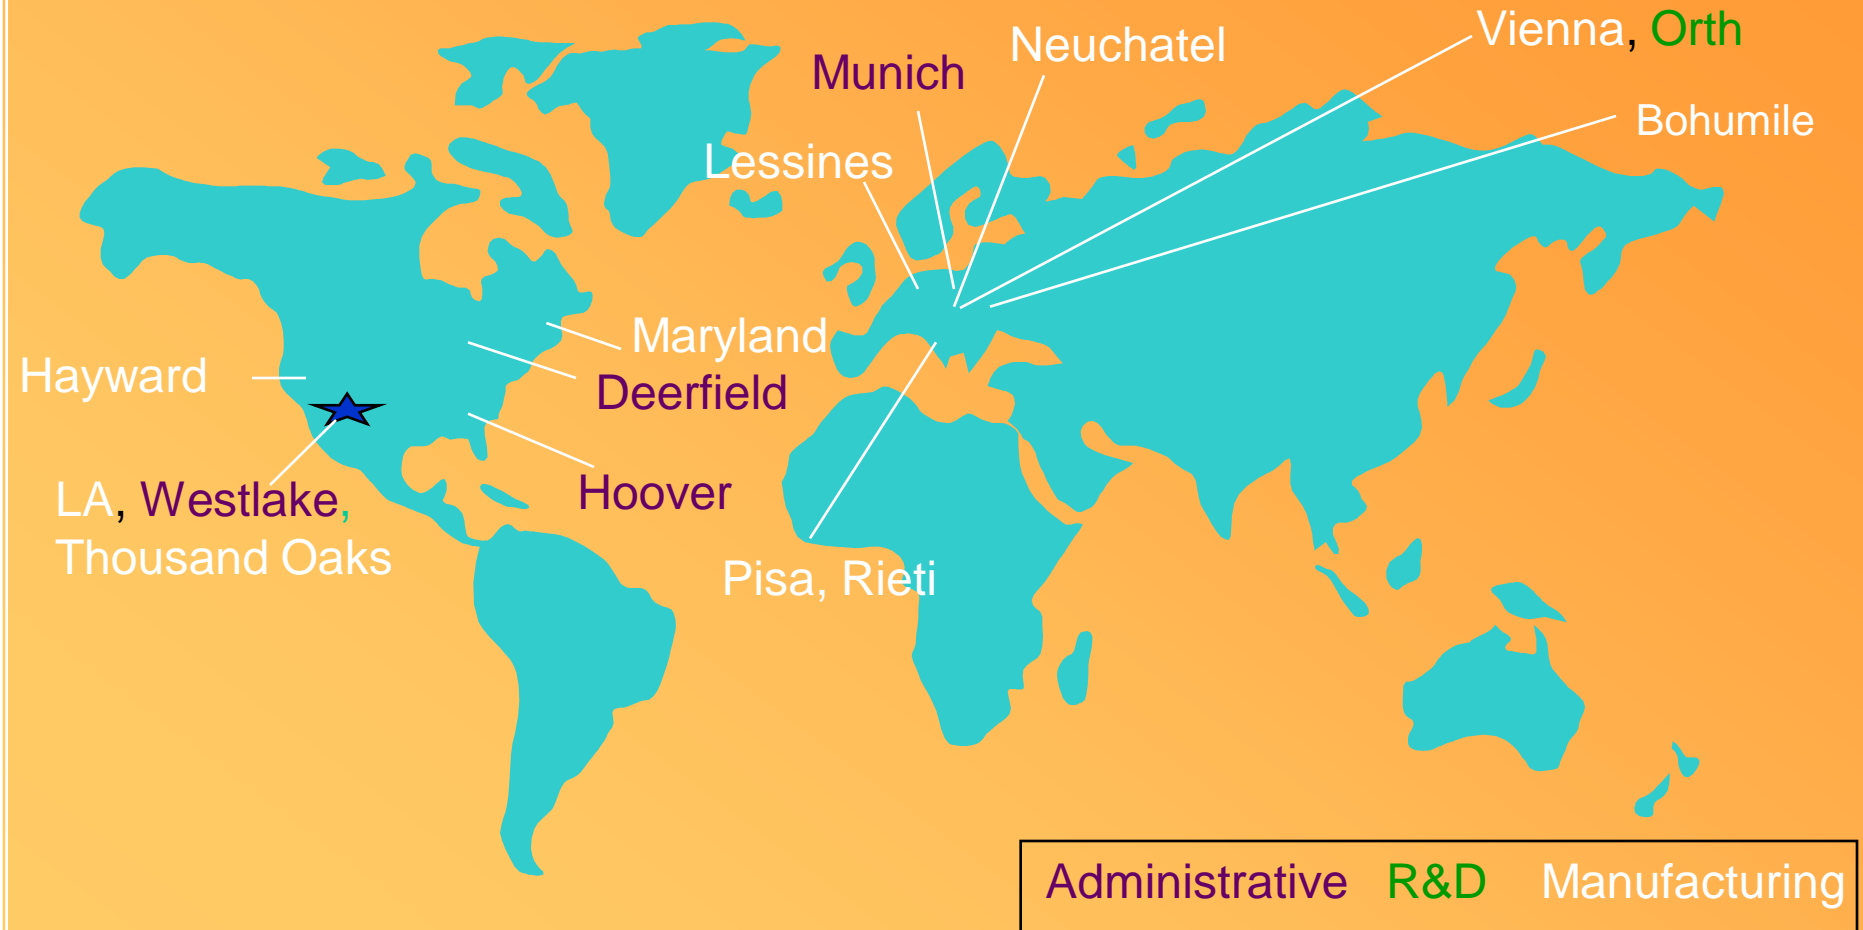 Vienna, Orth
Neuchatel
Munich
Bohumile
Lessines
Maryland
Hayward
Deerfield
Hoover
LA, Westlake,
Thousand Oaks
Pisa, Rieti
Administrative R&D Manufacturing